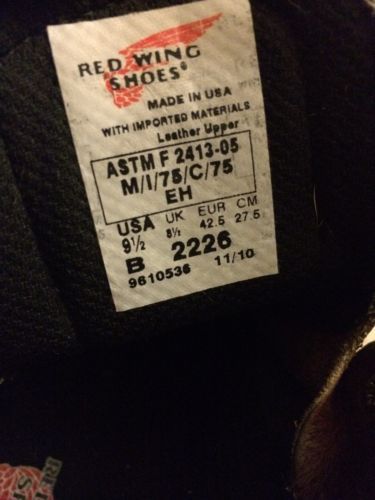 RED WING
SHOES®
MADE IN USA
WITH IMPORTED MATERIALS
Leather Upper
ASTM F 2413-05
M/I/75/C/75
EH
USA UK EUR CM
9½ 8½ 42.5 27.5
B 2226
9610536 11/10